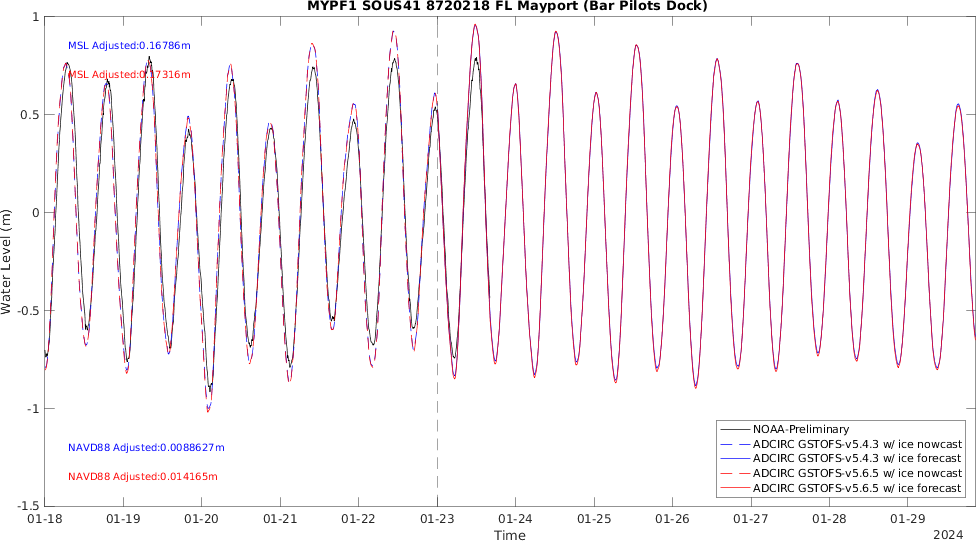 MYPF1 SOUS41 8720218 FL Mayport (Bar Pilots Dock)
1
0.5
0
-0.5
-1
-1.5
Water Level (m)
MSL Adjusted:0.16786m
MSL Adjusted:0.17316m
NAVD88 Adjusted:0.0088627m
NAVD88 Adjusted:0.014165m
NOAA-Preliminary
ADCIRC GSTOFS-v5.4.3 w/ ice nowcast
ADCIRC GSTOFS-v5.4.3 w/ ice forecast
ADCIRC GSTOFS-v5.6.5 w/ ice nowcast
ADCIRC GSTOFS-v5.6.5 w/ ice forecast
01-18 01-19 01-20 01-21 01-22 01-23 01-24 01-25 01-26 01-27 01-28 01-29
Time
2024